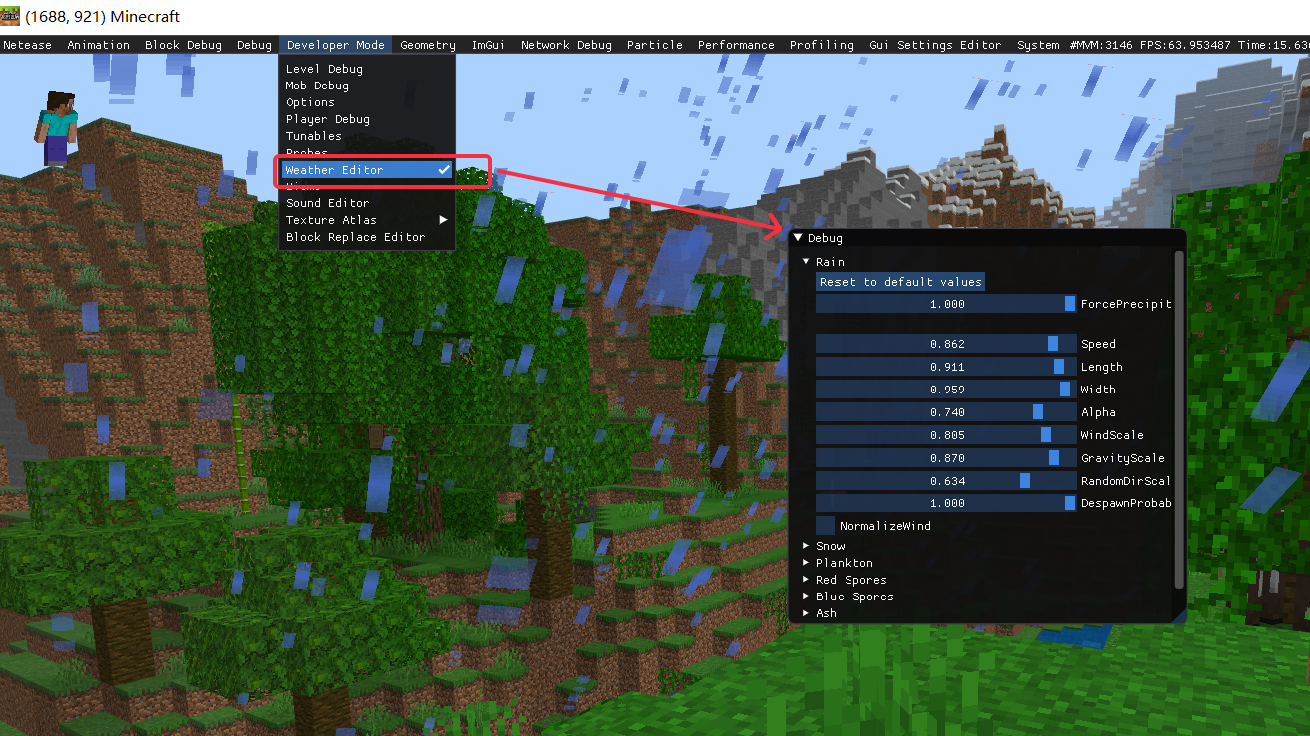 (1688, 921) Minecraft
Netease Animation Block Debug Debug Developer Mode Geometry ImGui Network Debug Particle Performance Profiling Gui Settings Editor System #MVM:3146 FPS:63.953487 Time:15.63
Level Debug
Mob Debug
Options
Player Debug
Tunables
Probes
Weather Editor
Sound Editor
Texture Atlas
Block Replace Editor
Debug
Rain
Reset to default values
1.000 ForcePrecipit
0.862 Speed
0.911 Length
0.959 Width
0.740 Alpha
0.805 WindScale
0.870 GravityScale
0.634 RandomDirScal
1.000 DespawnProbab
NormalizeWind
Snow
Plankton
Red Spores
Blue Spores
Ash